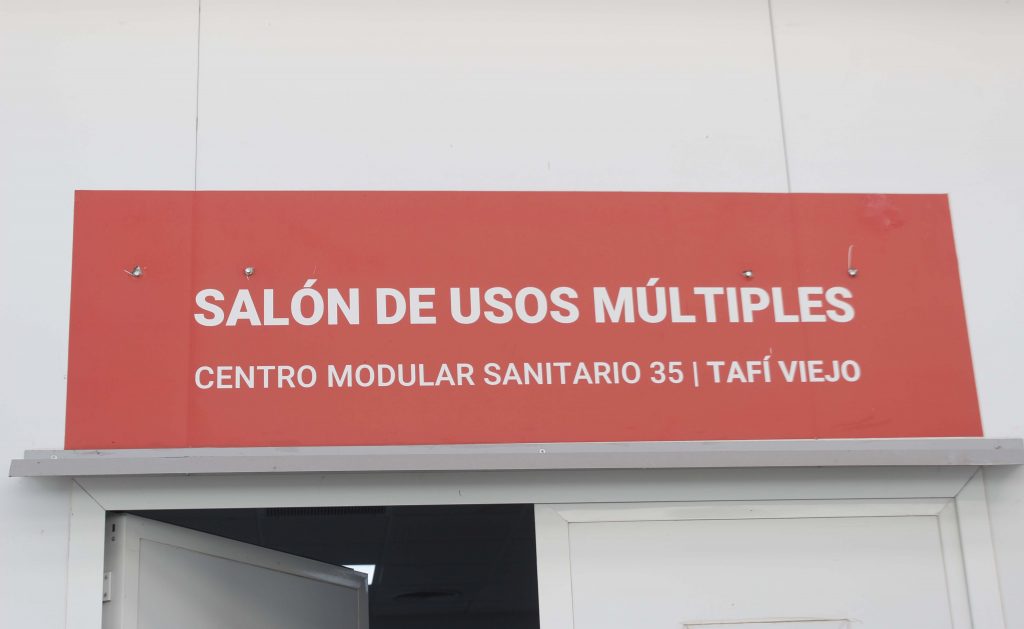 SALÓN DE USOS MÚLTIPLES
CENTRO MODULAR SANITARIO 35 | TAFÍ VIEJO